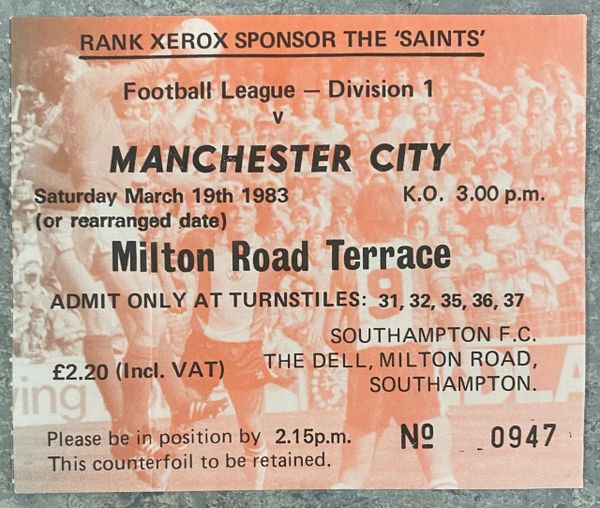 RANK XEROX SPONSOR THE 'SAINTS'
Football League — Division 1
v
MANCHESTER CITY
Saturday March 19th 1983 K.O. 3.00 p.m.
(or rearranged date)
Milton Road Terrace
ADMIT ONLY AT TURNSTILES: 31, 32, 35, 36, 37
SOUTHAMPTON F.C.
THE DELL, MILTON ROAD,
SOUTHAMPTON.
£2.20 (Incl. VAT)
Please be in position by 2.15p.m. Nº 0947
This counterfoil to be retained.